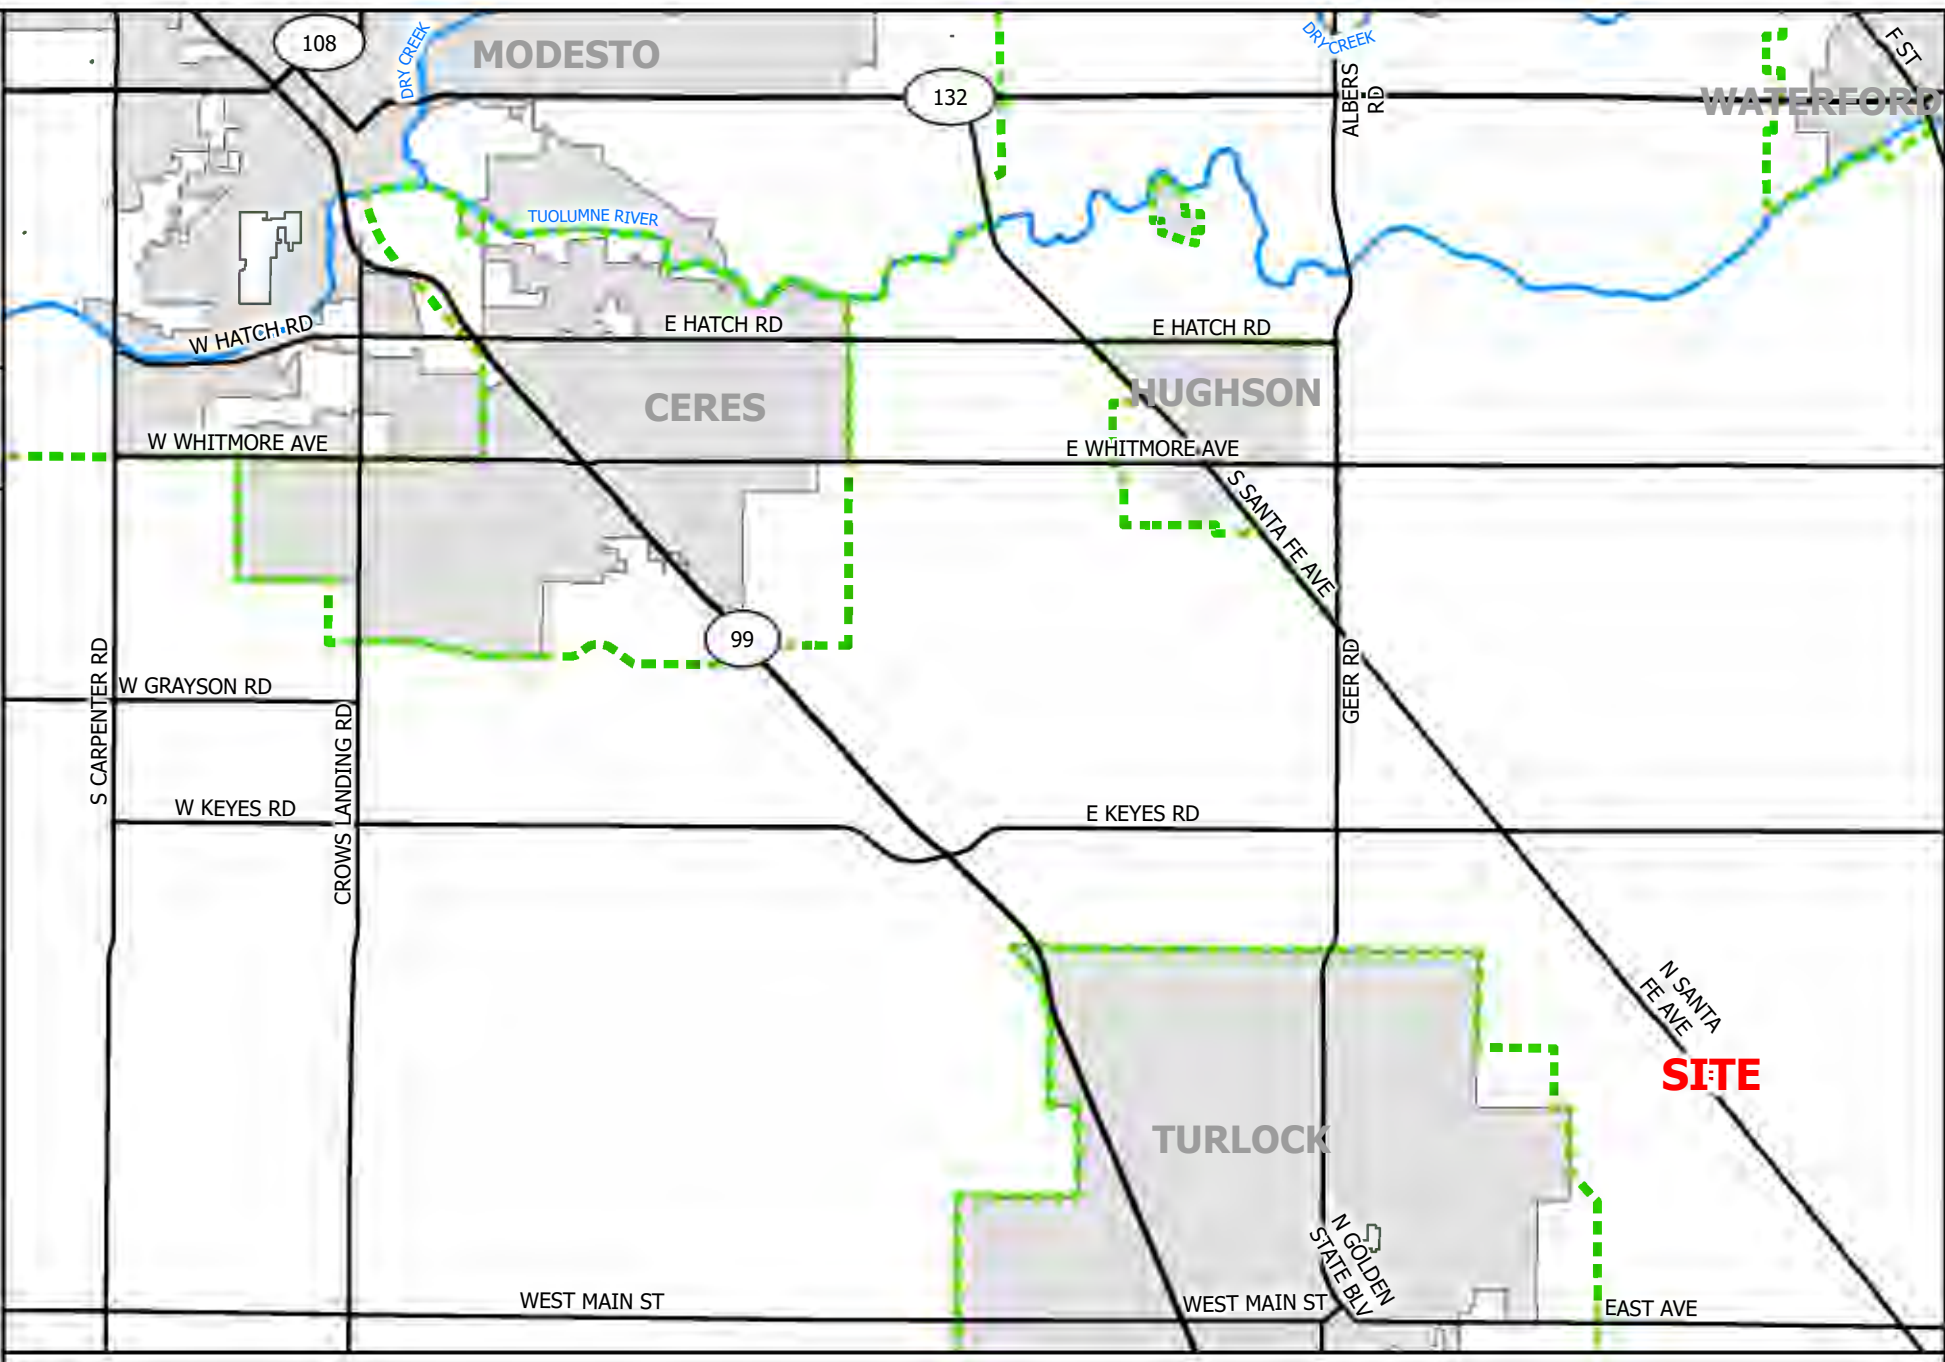 108
MODESTO
DRY CREEK
DRY CREEK
F ST
132
ALBERS
RD
WATERFORD
TUOLUMNE RIVER
W HATCH RD
E HATCH RD
E HATCH RD
CERES
HUGHSON
W WHITMORE AVE
E WHITMORE AVE
S SANTA FE AVE
99
S CARPENTER RD
W GRAYSON RD
GEER RD
CROWS LANDING RD
W KEYES RD
E KEYES RD
N SANTA
FE AVE
SITE
TURLOCK
N GOLDEN
STATE BLV
WEST MAIN ST
WEST MAIN ST
EAST AVE